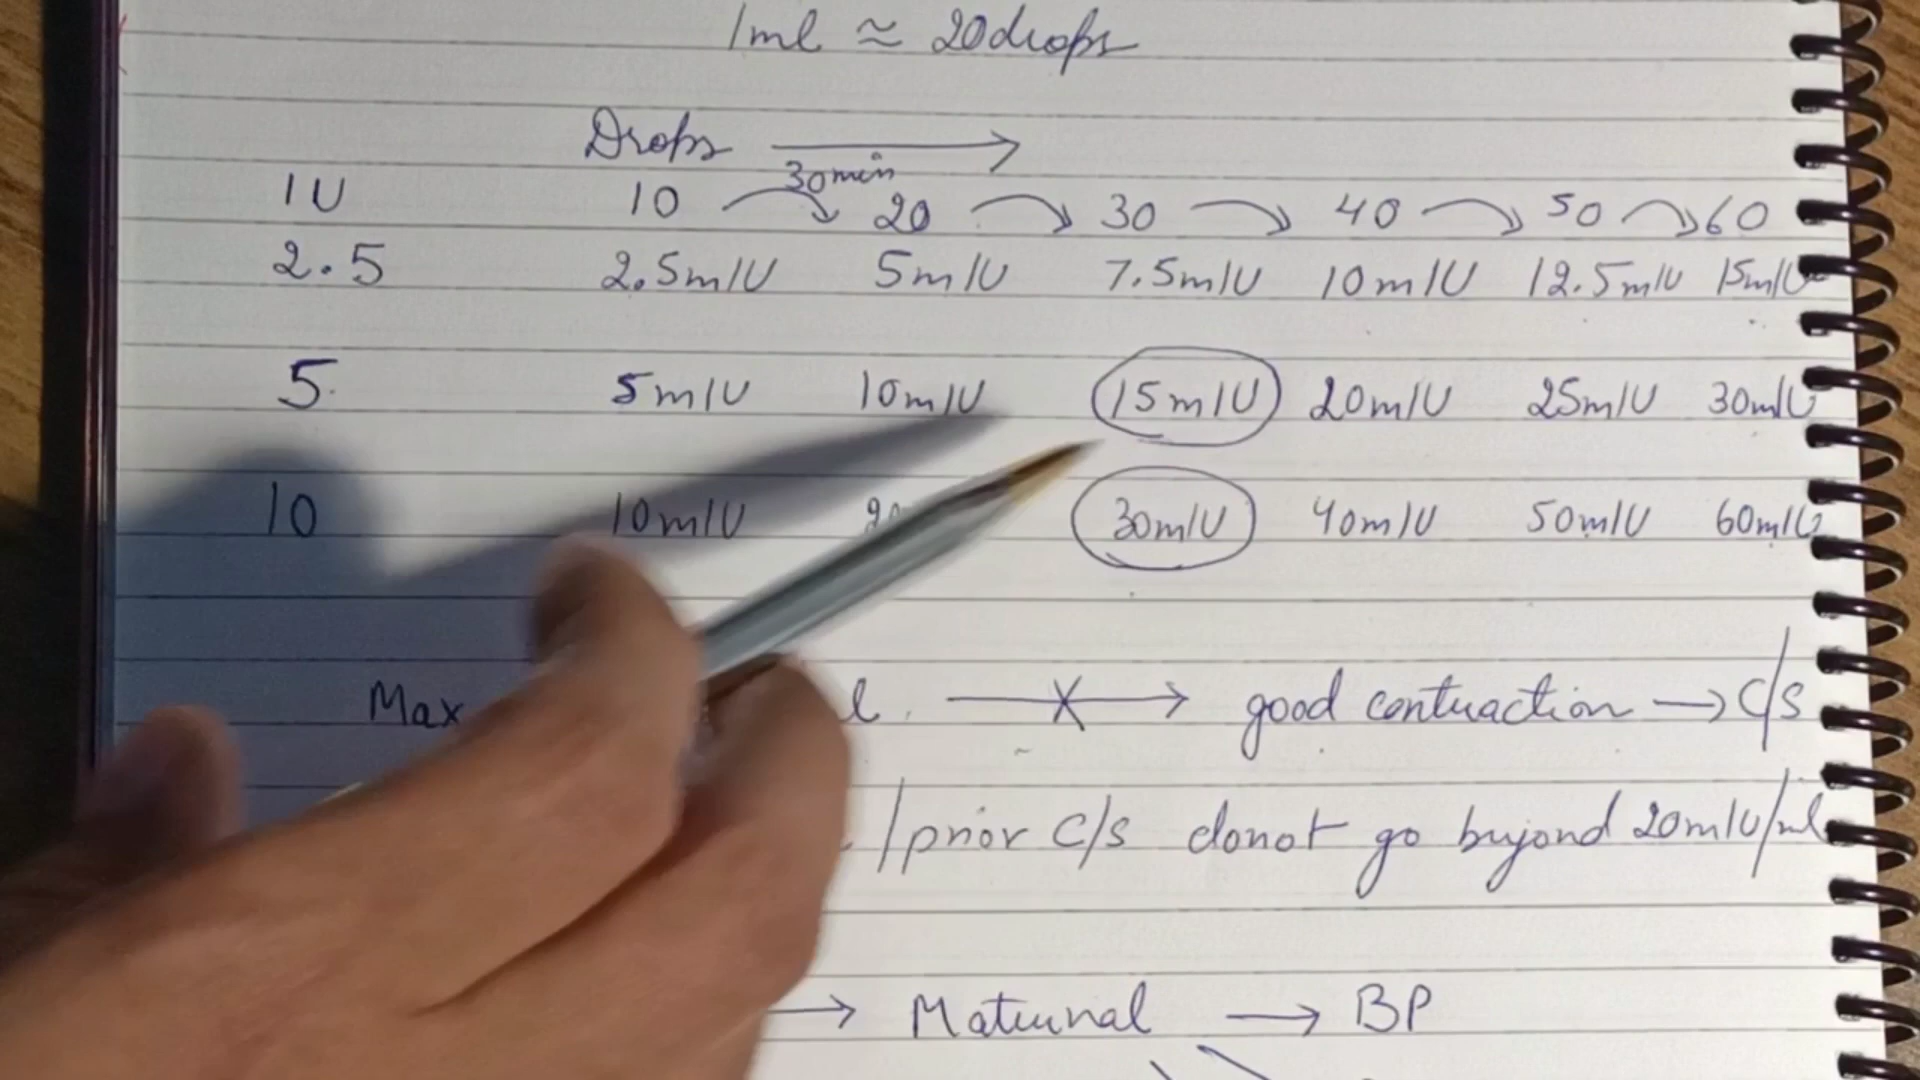 1ml ≈ 20drops
Drops →
30min
IU 10 20 30 40 50 60
2.5 2.5mIU 5mIU 7.5mIU 10mIU 12.5mIU 15mIU
5 5mIU 10mIU 15mIU 20mIU 25mIU 30mIU
10 10mIU 30mIU 40mIU 50mIU 60mIU
Max → good contraction → C/S
/prior C/S donot go beyond 20mIU/ml
→ Maternal → BP